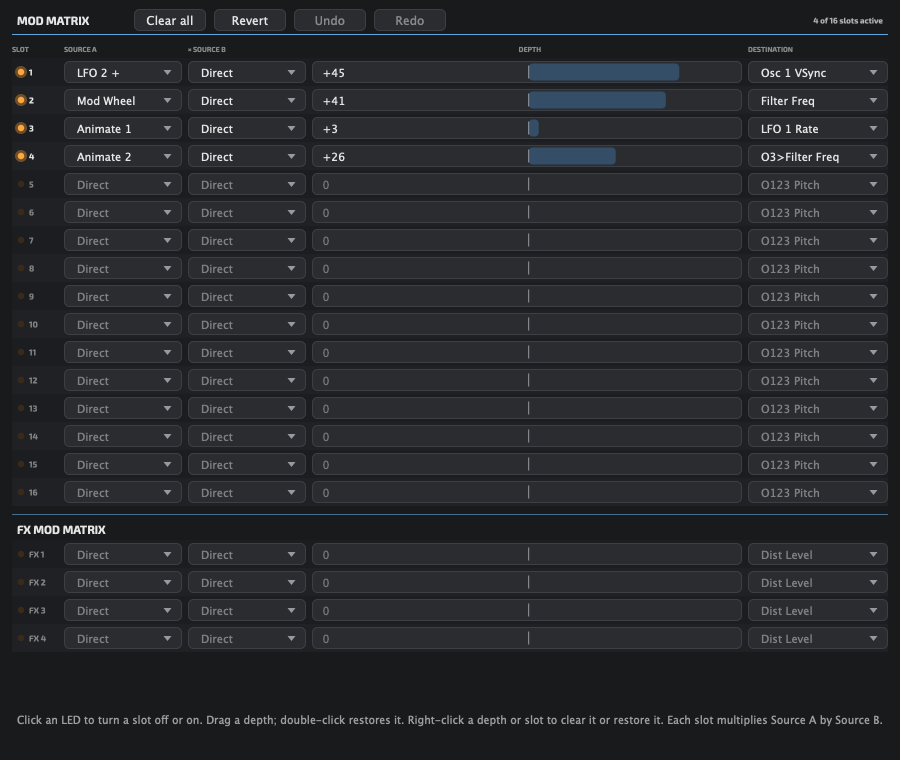 MOD MATRIX Clear all Revert Undo Redo 4 of 16 slots active
SLOT SOURCE A × SOURCE B DEPTH DESTINATION
1 LFO 2 + Direct +45 Osc 1 VSync
2 Mod Wheel Direct +41 Filter Freq
3 Animate 1 Direct +3 LFO 1 Rate
4 Animate 2 Direct +26 O3>Filter Freq
5 Direct Direct 0 O123 Pitch
6 Direct Direct 0 O123 Pitch
7 Direct Direct 0 O123 Pitch
8 Direct Direct 0 O123 Pitch
9 Direct Direct 0 O123 Pitch
10 Direct Direct 0 O123 Pitch
11 Direct Direct 0 O123 Pitch
12 Direct Direct 0 O123 Pitch
13 Direct Direct 0 O123 Pitch
14 Direct Direct 0 O123 Pitch
15 Direct Direct 0 O123 Pitch
16 Direct Direct 0 O123 Pitch
FX MOD MATRIX
FX 1 Direct Direct 0 Dist Level
FX 2 Direct Direct 0 Dist Level
FX 3 Direct Direct 0 Dist Level
FX 4 Direct Direct 0 Dist Level
Click an LED to turn a slot off or on. Drag a depth; double-click restores it. Right-click a depth or slot to clear it or restore it. Each slot multiplies Source A by Source B.